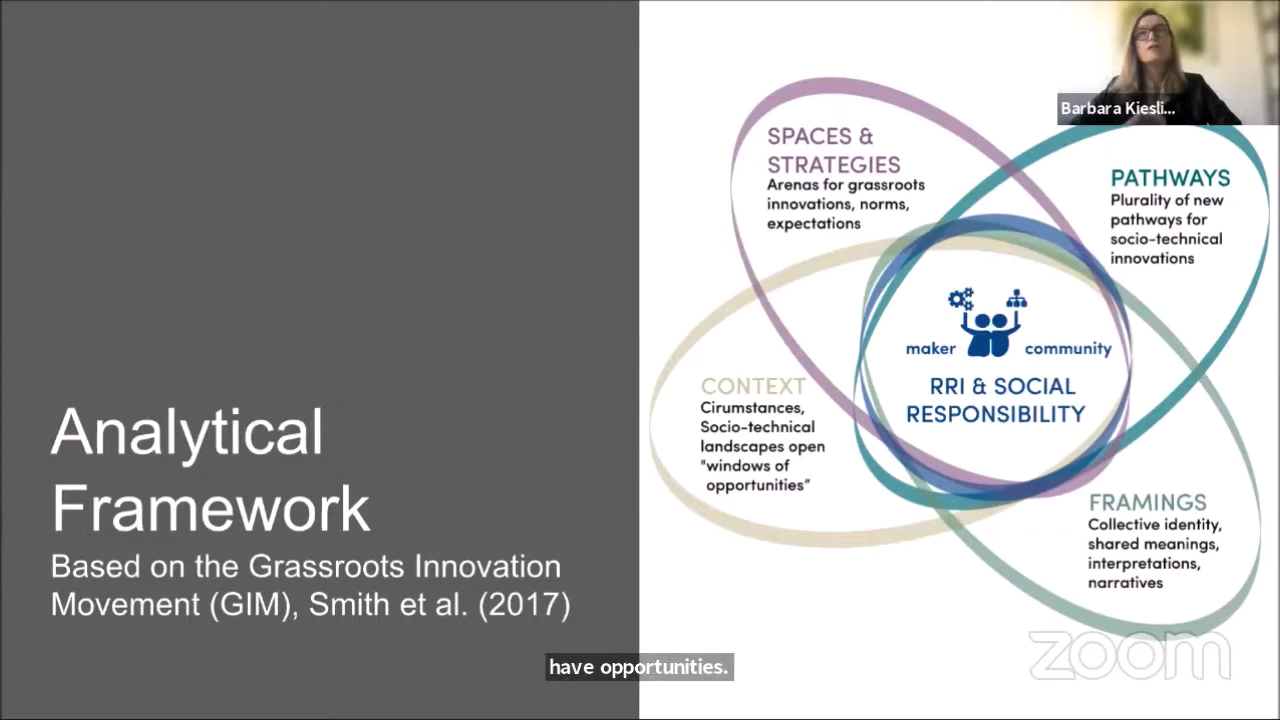 Analytical
Framework
Based on the Grassroots Innovation
Movement (GIM), Smith et al. (2017)
SPACES &
STRATEGIES
Arenas for grassroots
innovations, norms,
expectations
PATHWAYS
Plurality of new
pathways for
socio-technical
innovations
CONTEXT
Cirumstances,
Socio-technical
landscapes open
"windows of
opportunities”
maker community
RRI & SOCIAL
RESPONSIBILITY
FRAMINGS
Collective identity,
shared meanings,
interpretations,
narratives
Barbara Kiesli...
have opportunities.
zoom